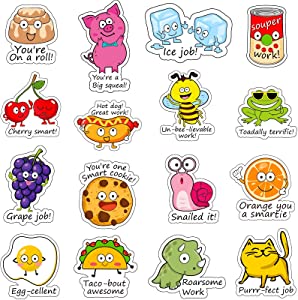 You're
On a roll!
You're a
Big squeal!
Ice job!
souper
work!
Cherry smart!
Hot dog!
Great work!
Un-bee-lievable
work!
Toadally terrific!
Grape job!
You're one
Smart cookie!
Snailed it!
Orange you
a smartie
Egg-cellent
Taco-bout
awesome
Roarsome
Work
Purrr-fect job